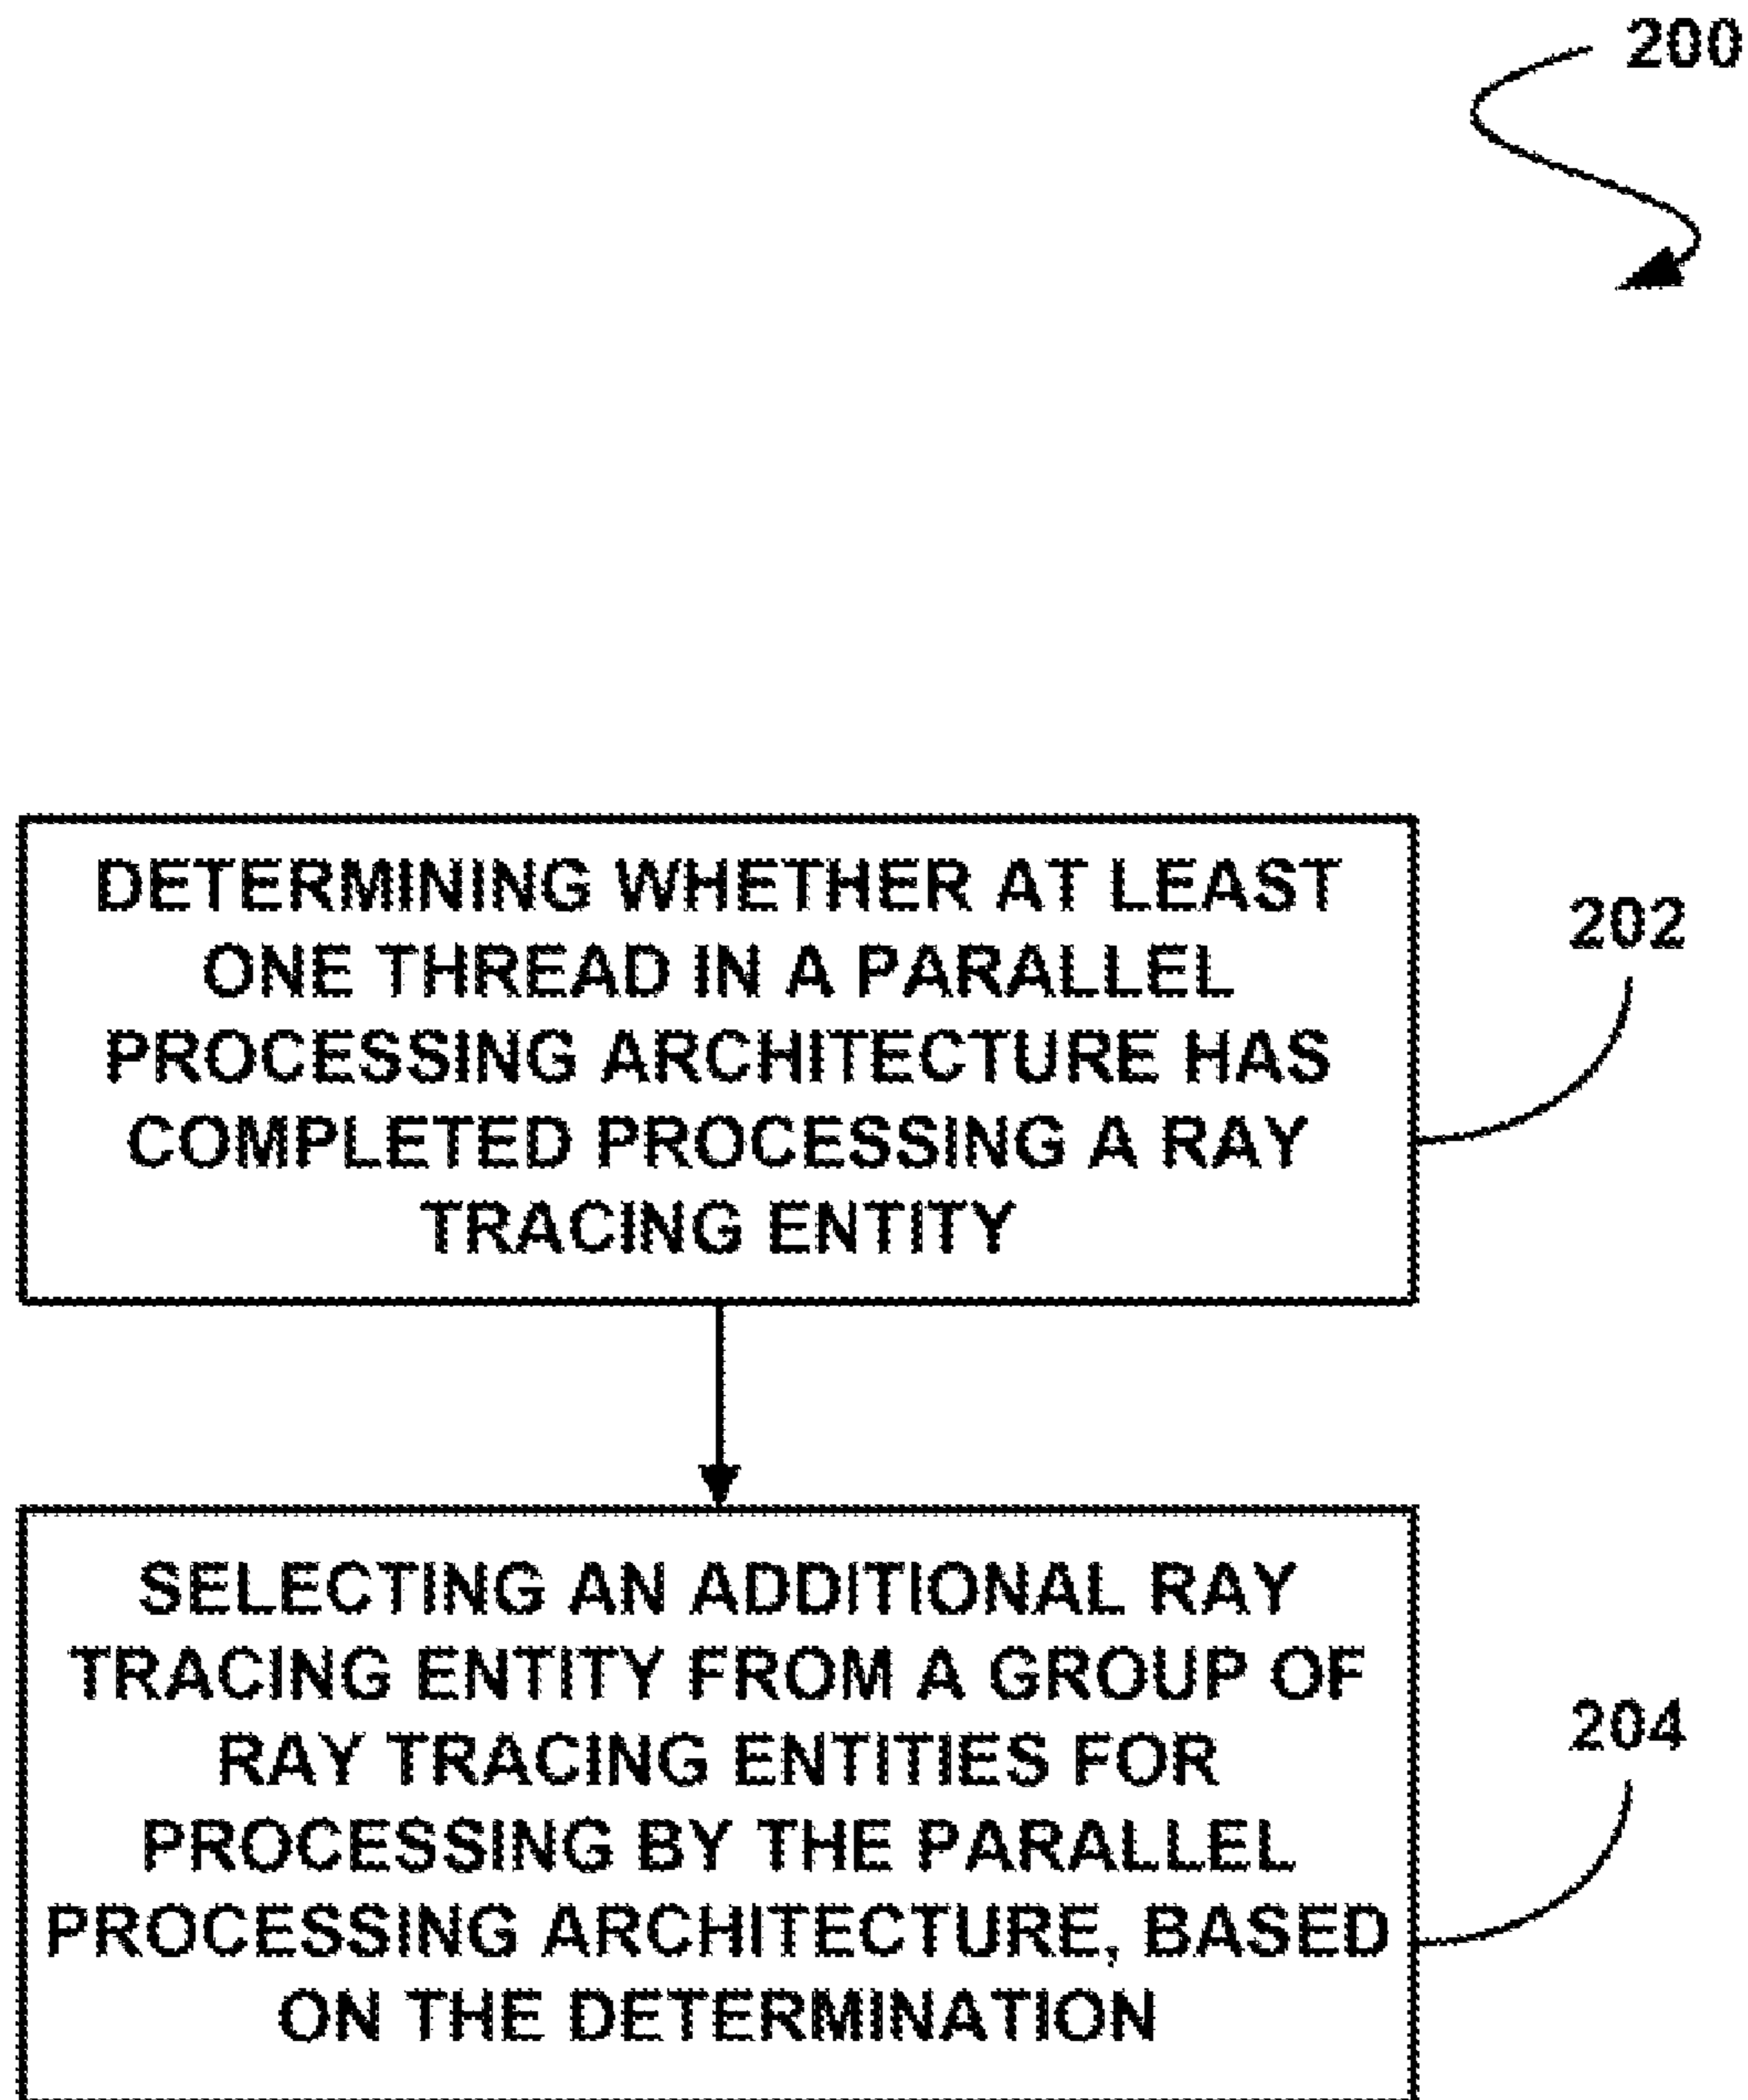 200
DETERMINING WHETHER AT LEAST
ONE THREAD IN A PARALLEL
PROCESSING ARCHITECTURE HAS
COMPLETED PROCESSING A RAY
TRACING ENTITY
202
SELECTING AN ADDITIONAL RAY
TRACING ENTITY FROM A GROUP OF
RAY TRACING ENTITIES FOR
PROCESSING BY THE PARALLEL
PROCESSING ARCHITECTURE, BASED
ON THE DETERMINATION
204